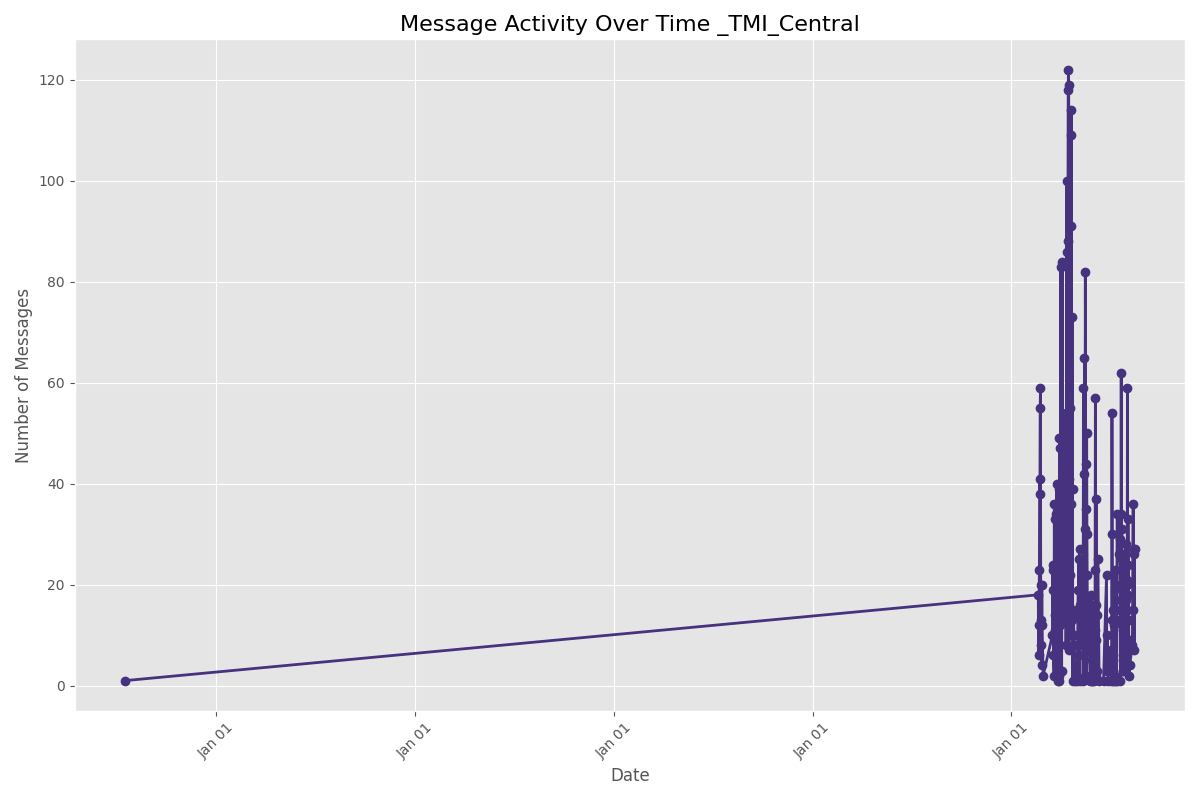 Message Activity Over Time _TMI_Central
120
100
80
60
40
20
0
Number of Messages
Jan 01
Jan 01
Jan 01
Jan 01
Jan 01
Date